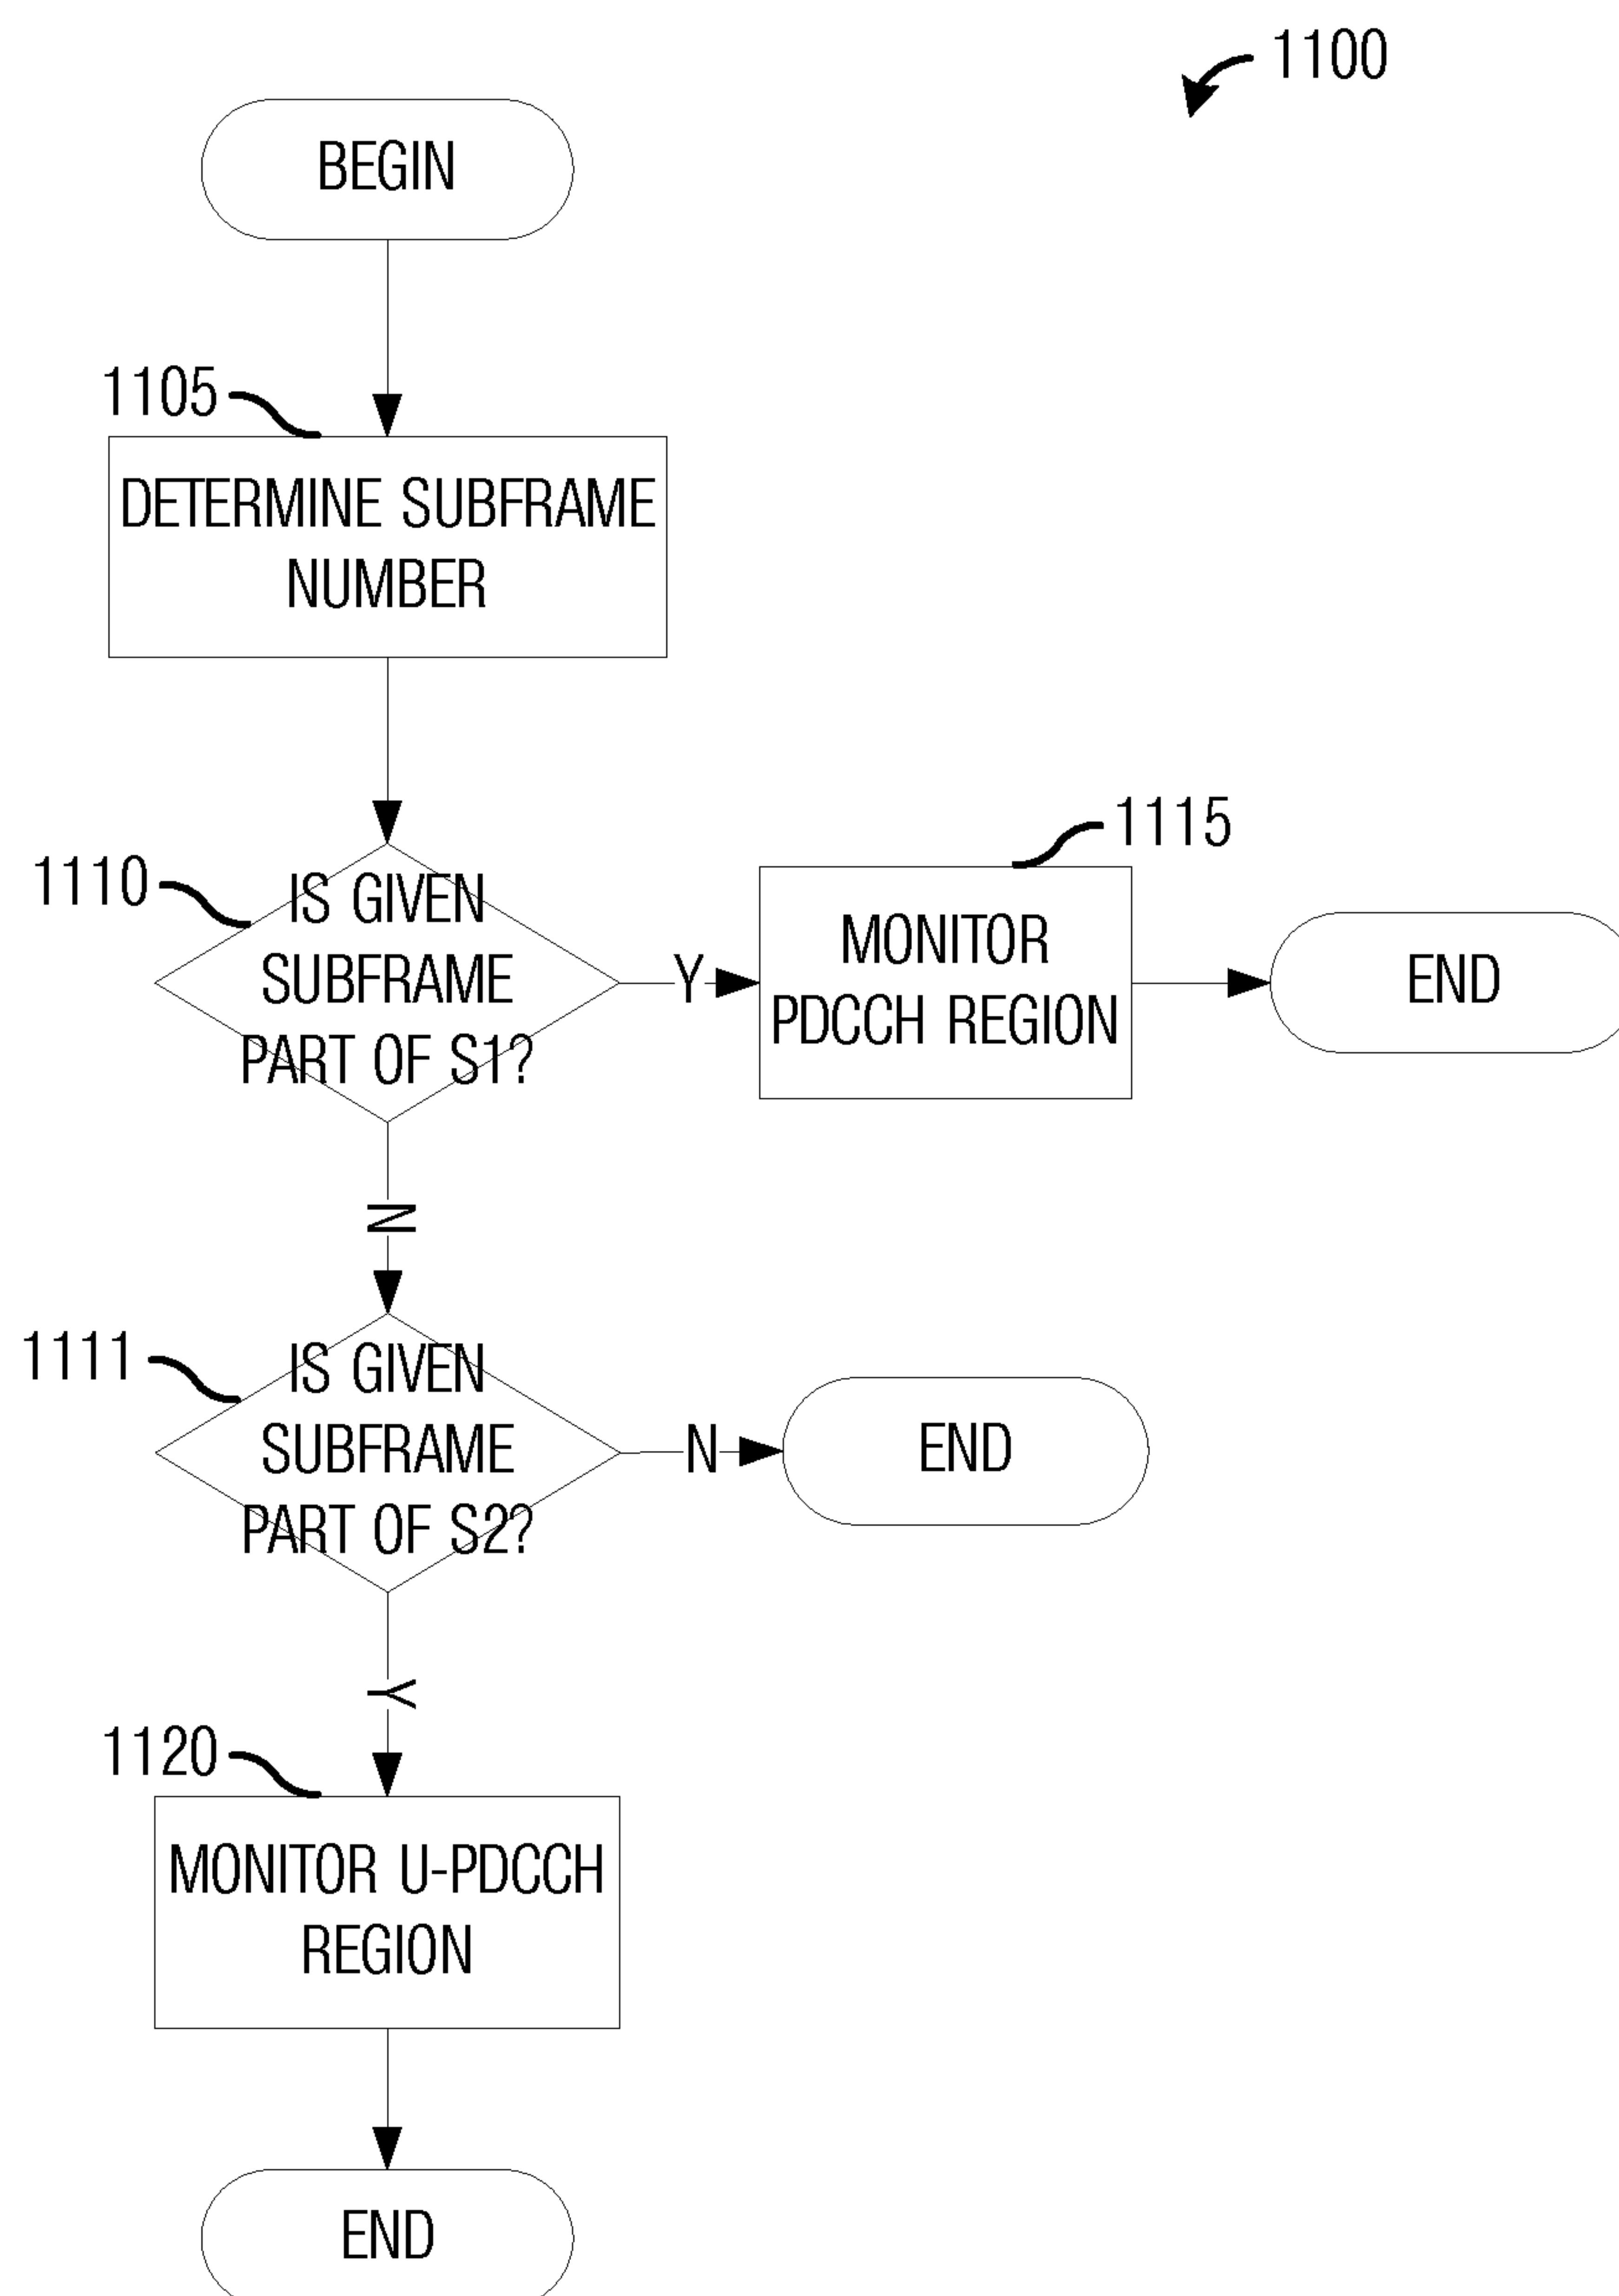 1100
BEGIN
1105
DETERMINE SUBFRAME
NUMBER
1110
IS GIVEN
SUBFRAME
PART OF S1?
Y
1115
MONITOR
PDCCH REGION
END
N
1111
IS GIVEN
SUBFRAME
PART OF S2?
N
END
Y
1120
MONITOR U-PDCCH
REGION
END